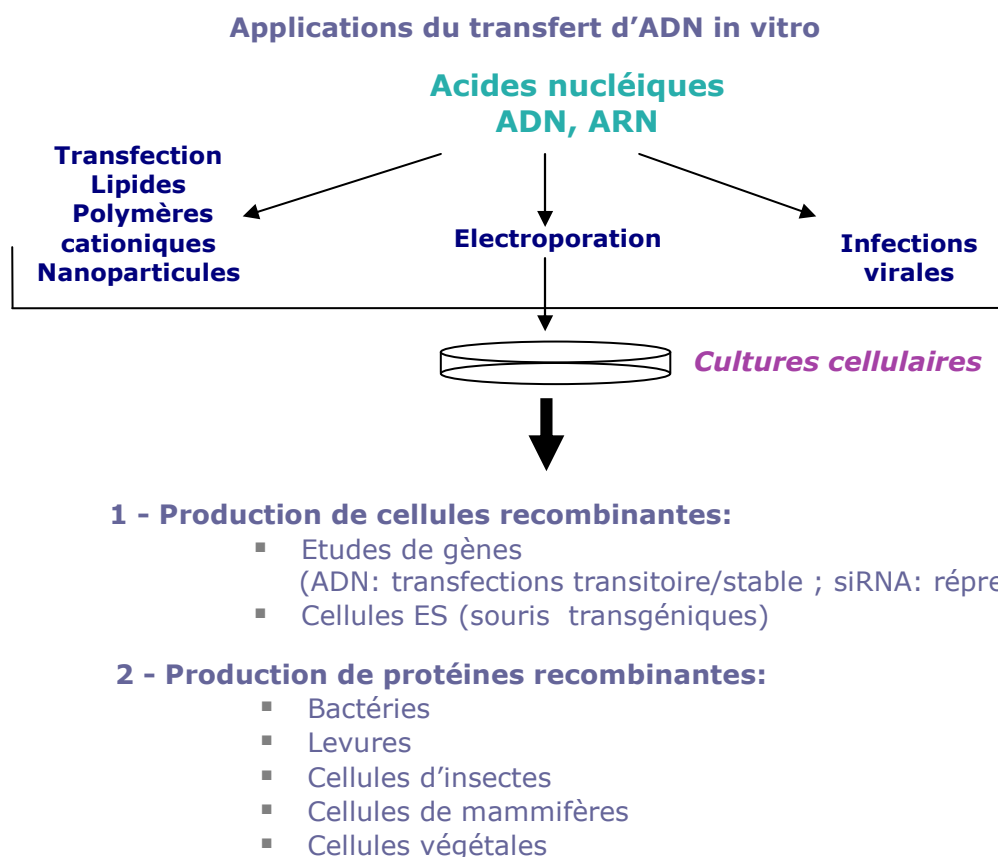 Applications du transfert d’ADN in vitro
Acides nucléiques
ADN, ARN
Transfection
Lipides
Polymères
cationiques
Nanoparticules
Electroporation
Infections
virales
Cultures cellulaires
1 - Production de cellules recombinantes:
▪ Etudes de gènes
(ADN: transfections transitoire/stable ; siRNA: répre
▪ Cellules ES (souris transgéniques)
2 - Production de protéines recombinantes:
▪ Bactéries
▪ Levures
▪ Cellules d’insectes
▪ Cellules de mammifères
▪ Cellules végétales